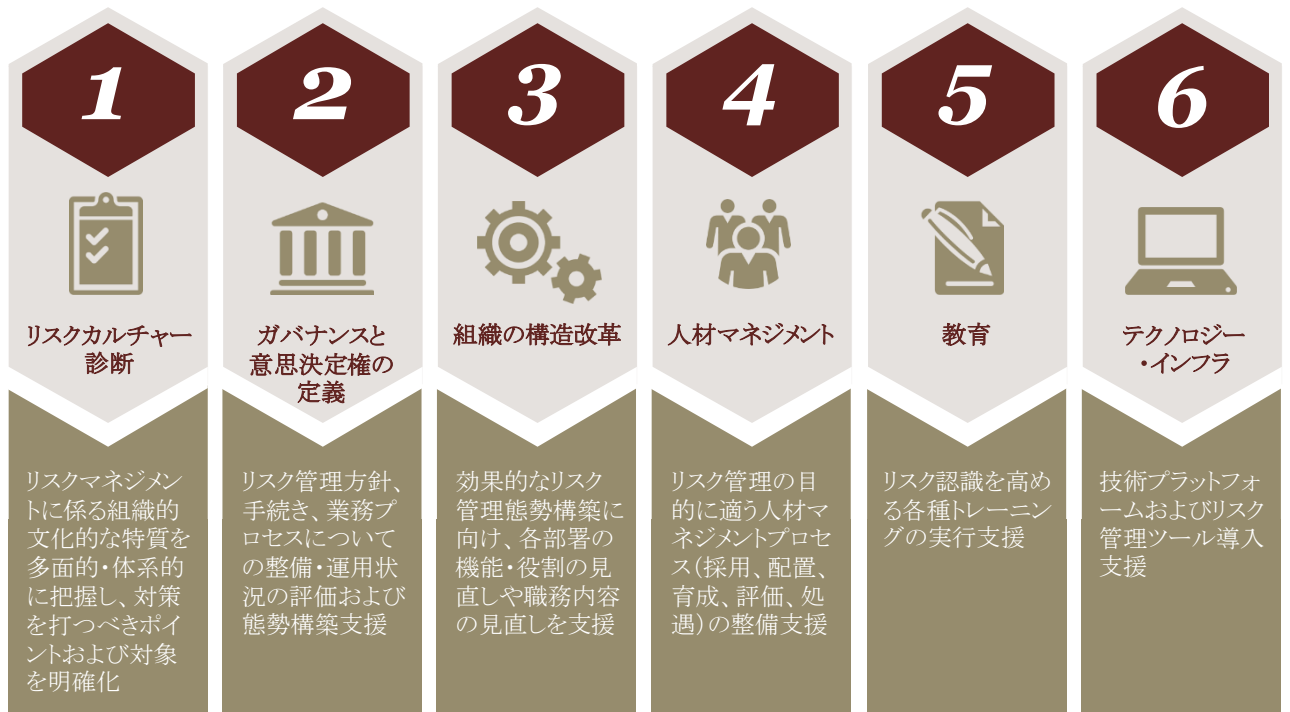 1
リスクカルチャー
診断
リスクマネジメン
トに係る組織的
文化的な特質を
多面的・体系的
に把握し、対策
を打つべきポイ
ントおよび対象
を明確化
2
ガバナンスと
意思決定権の
定義
リスク管理方針、
手続き、業務プ
ロセスについて
の整備・運用状
況の評価および
態勢構築支援
3
組織の構造改革
効果的なリスク
管理態勢構築に
向け、各部署の
機能・役割の見
直しや職務内容
の見直しを支援
4
人材マネジメント
リスク管理の目
的に適う人材マ
ネジメントプロセ
ス(採用、配置、
育成、評価、処
遇)の整備支援
5
教育
リスク認識を高め
る各種トレーニン
グの実行支援
6
テクノロジー
・インフラ
技術プラットフォ
ームおよびリスク
管理ツール導入
支援